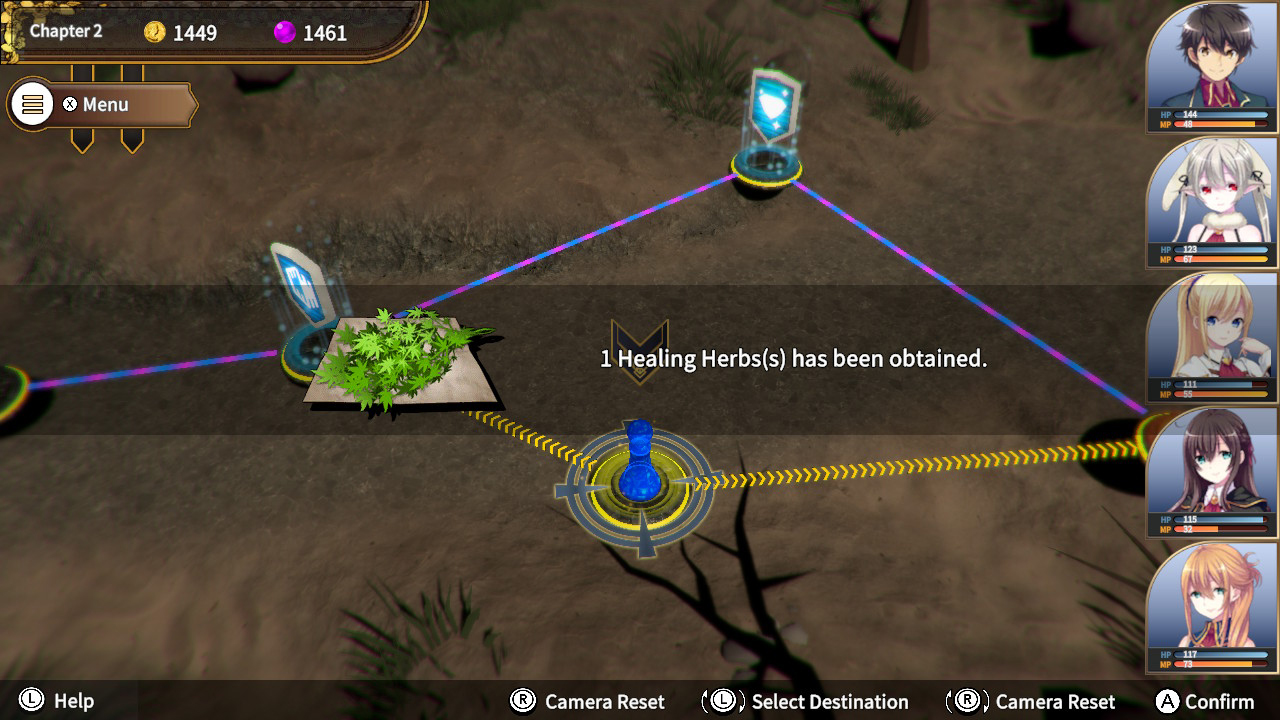 Chapter 2
1449
1461
X Menu
1 Healing Herbs(s) has been obtained.
HP 144
MP 48
HP 123
MP 67
HP 111
MP 55
HP 115
MP 32
HP 117
MP 73
L Help
R Camera Reset
L Select Destination
R Camera Reset
A Confirm